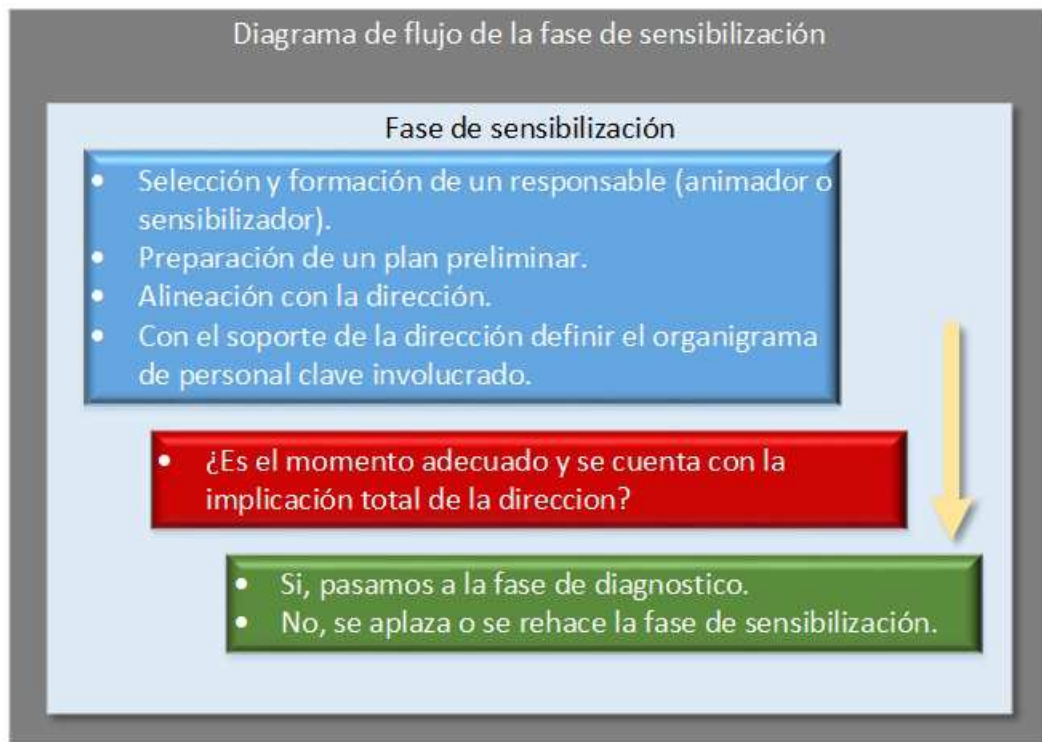 Diagrama de flujo de la fase de sensibilización
Fase de sensibilización
• Selección y formación de un responsable (animador o
sensibilizador).
• Preparación de un plan preliminar.
• Alineación con la dirección.
• Con el soporte de la dirección definir el organigrama
de personal clave involucrado.
• ¿Es el momento adecuado y se cuenta con la
implicación total de la direccion?
• Si, pasamos a la fase de diagnostico.
• No, se aplaza o se rehace la fase de sensibilización.